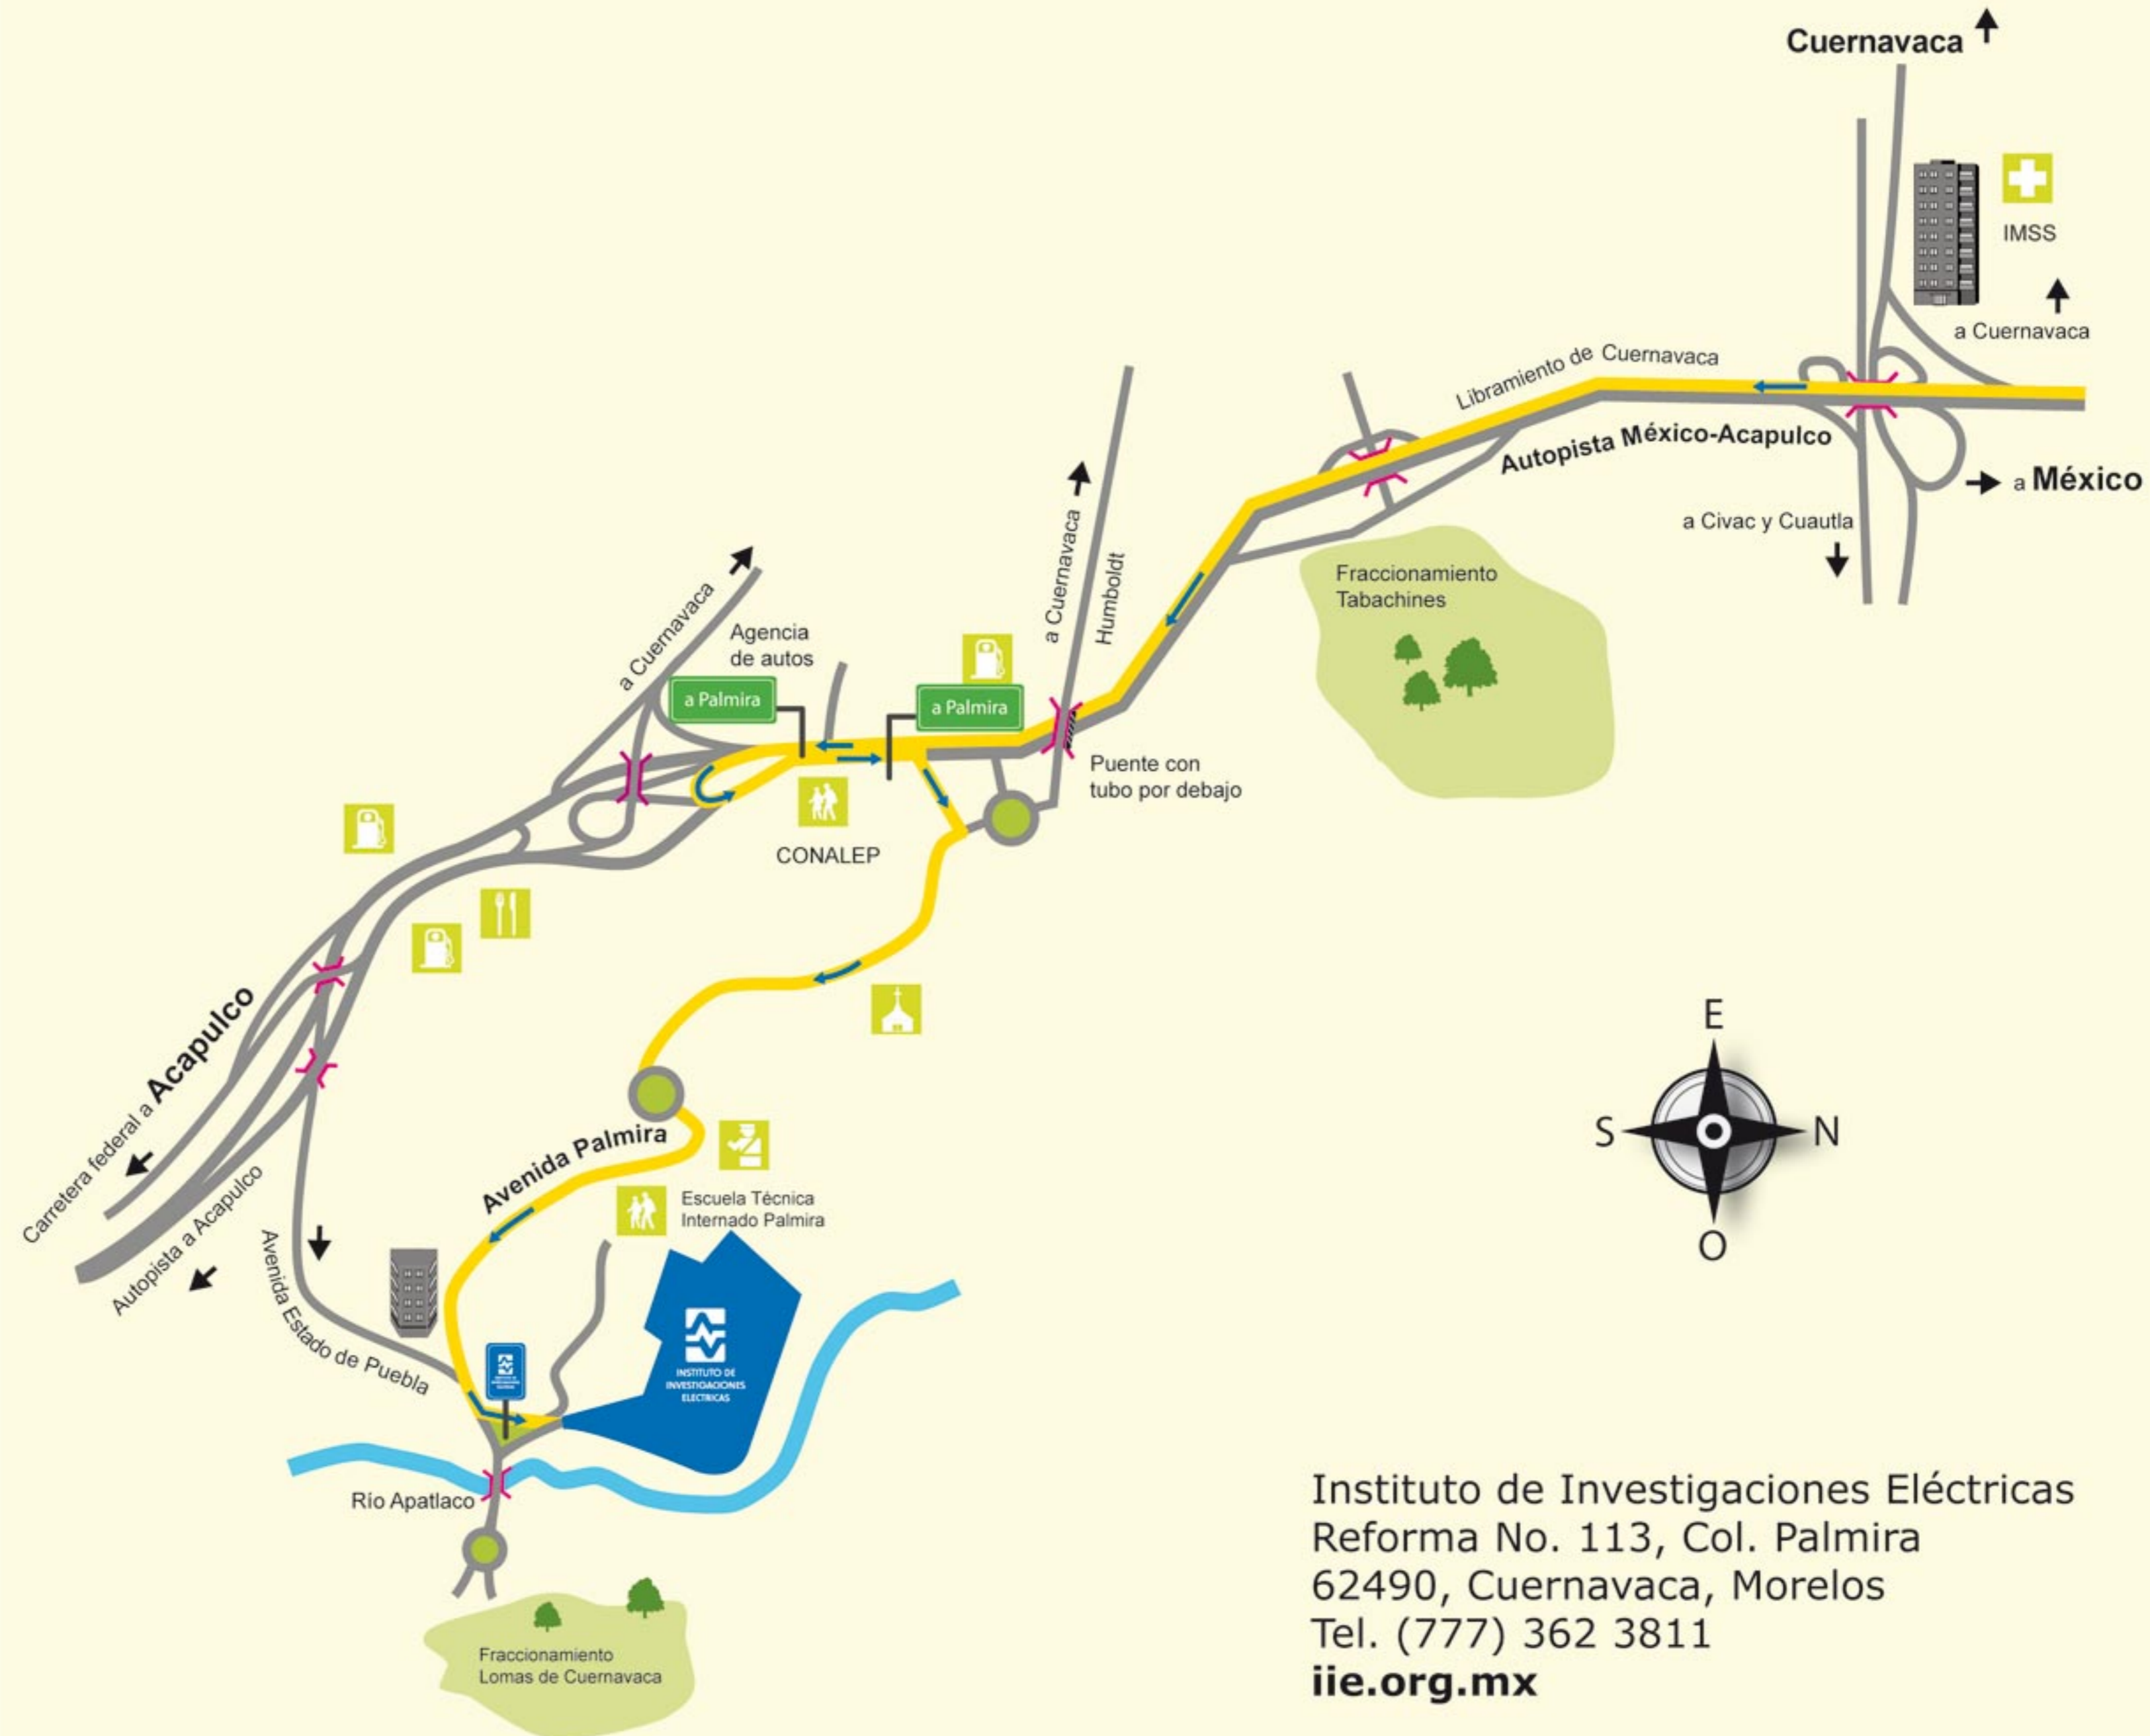 Cuernavaca
IMSS
a Cuernavaca
Libramiento de Cuernavaca
Autopista México-Acapulco
a México
a Civac y Cuautla
Fraccionamiento
Tabachines
a Cuernavaca
Humboldt
a Cuernavaca
Agencia
de autos
a Palmira
a Palmira
Puente con
tubo por debajo
CONALEP
Carretera federal a Acapulco
Autopista a Acapulco
Avenida Palmira
Escuela Técnica
Internado Palmira
Avenida Estado de Puebla
INSTITUTO DE
INVESTIGACIONES
ELECTRICAS
Río Apatlaco
Fraccionamiento
Lomas de Cuernavaca
E
S
N
O
Instituto de Investigaciones Eléctricas
Reforma No. 113, Col. Palmira
62490, Cuernavaca, Morelos
Tel. (777) 362 3811
iie.org.mx